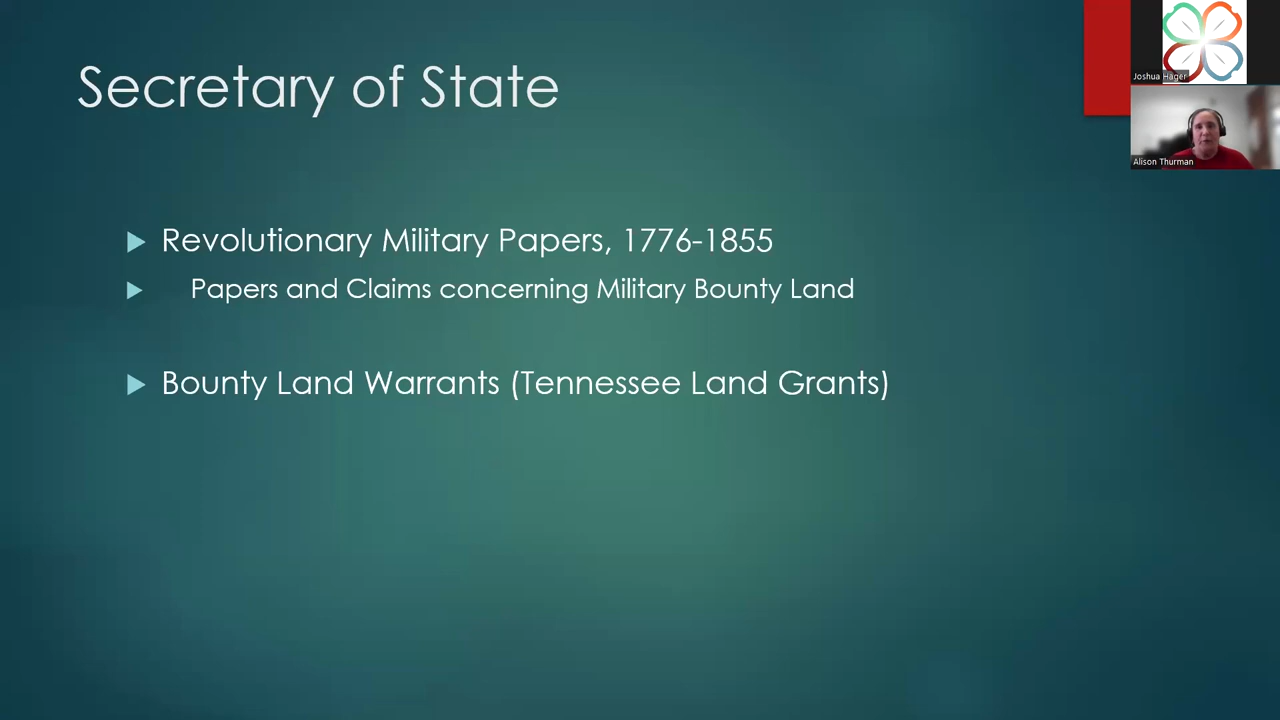 Secretary of State
Revolutionary Military Papers, 1776-1855
Papers and Claims concerning Military Bounty Land
Bounty Land Warrants (Tennessee Land Grants)
Joshua Hager
Alison Thurman